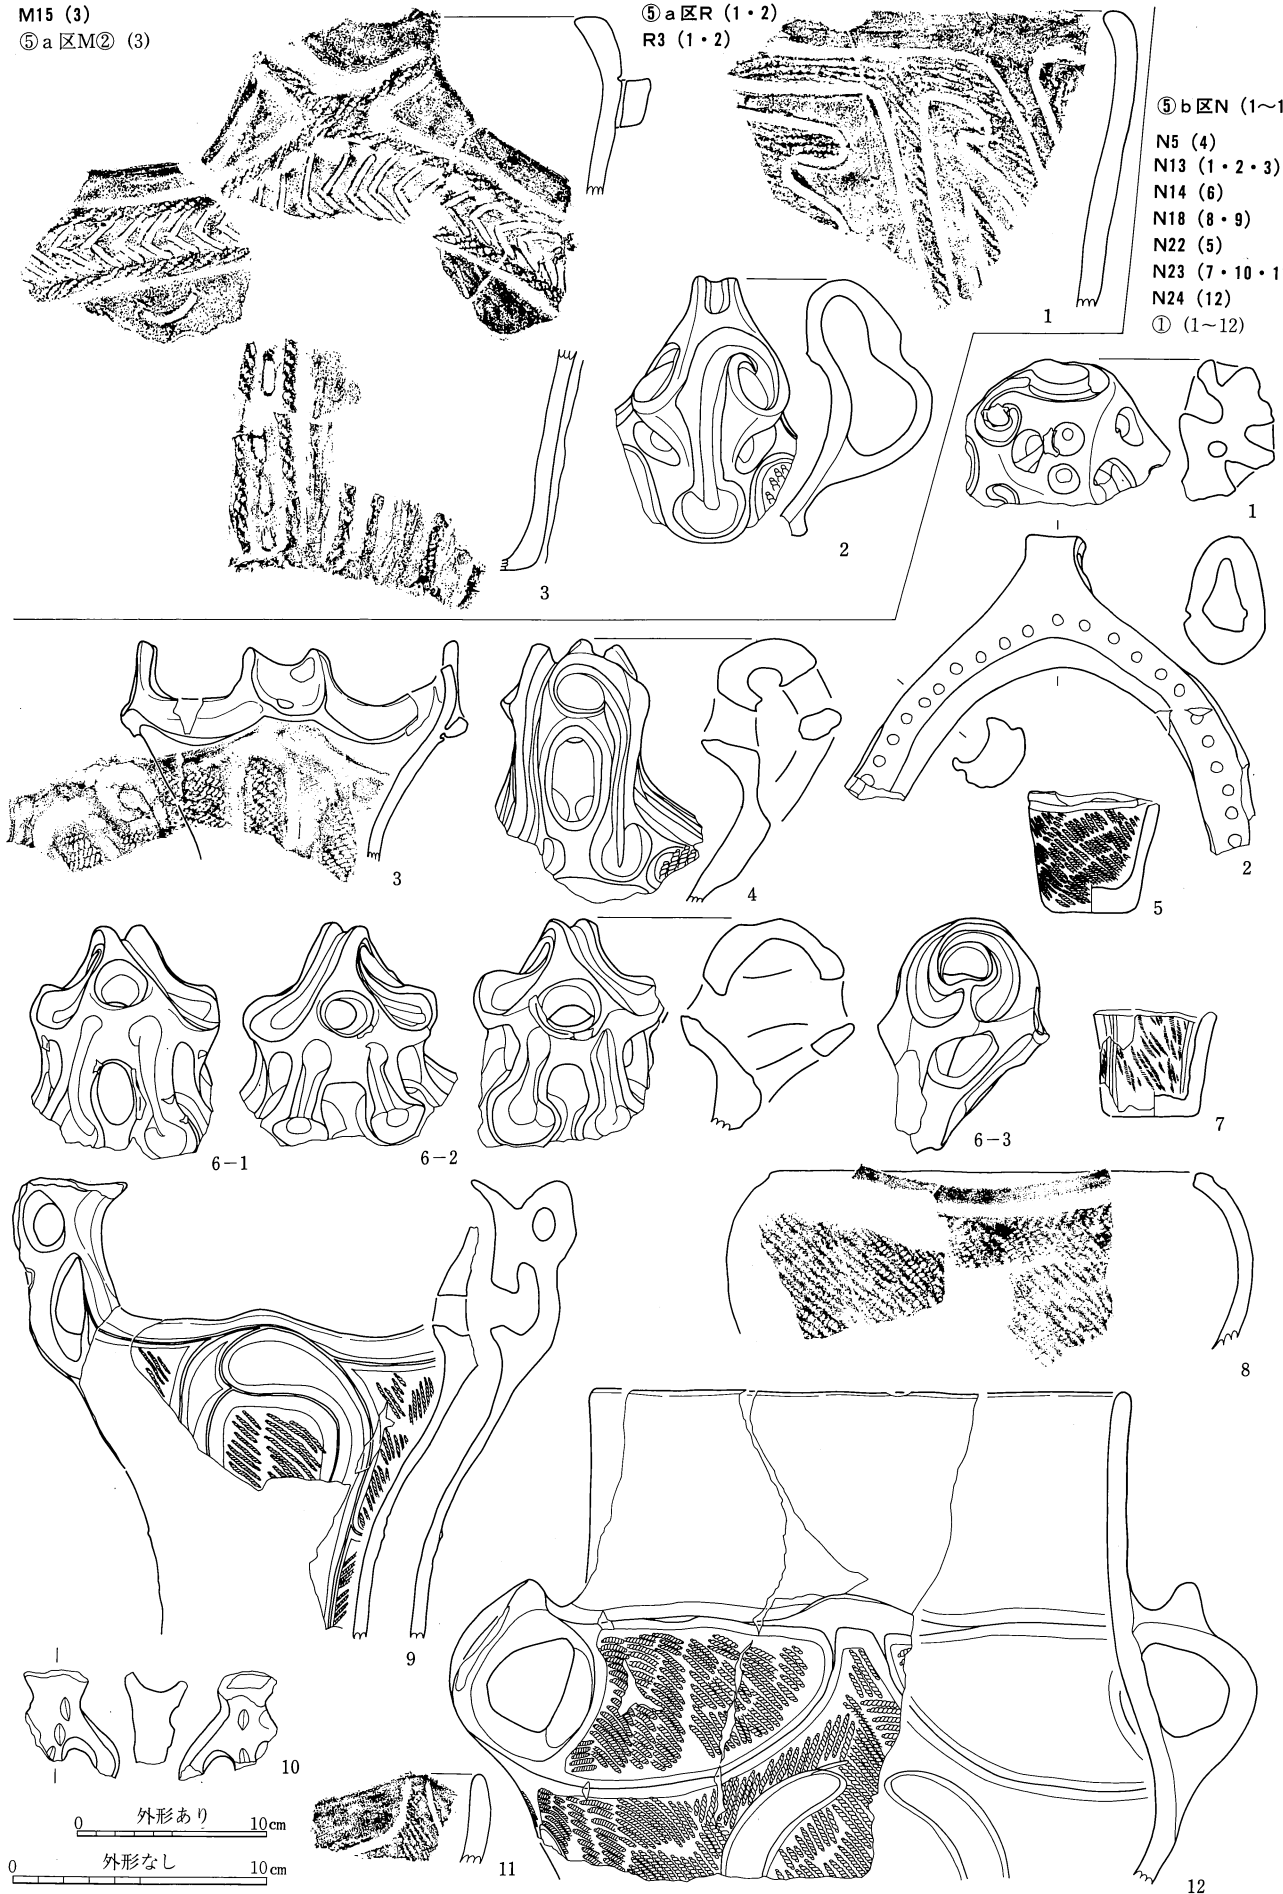 M15 (3)
⑤a区M② (3)
⑤a区R (1・2)
R3 (1・2)
⑤b区N (1～1
N5 (4)
N13 (1・2・3)
N14 (6)
N18 (8・9)
N22 (5)
N23 (7・10・1
N24 (12)
① (1～12)
1
2
1
3
2
3
4
5
6－1
6－2
6－3
7
8
9
10
11
12
外形あり
0 10cm
外形なし
0 10cm